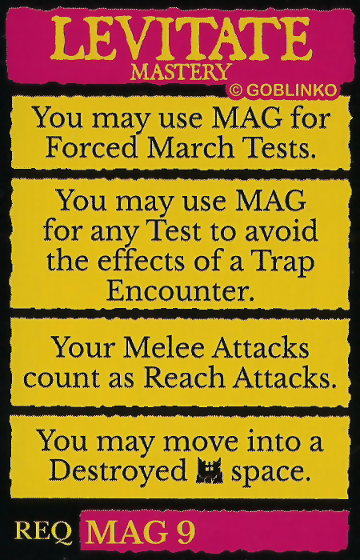 LEVITATE
MASTERY
© GOBLINKO
You may use MAG for
Forced March Tests.
You may use MAG
for any Test to avoid
the effects of a Trap
Encounter.
Your Melee Attacks
count as Reach Attacks.
You may move into a
Destroyed space.
REQ MAG 9